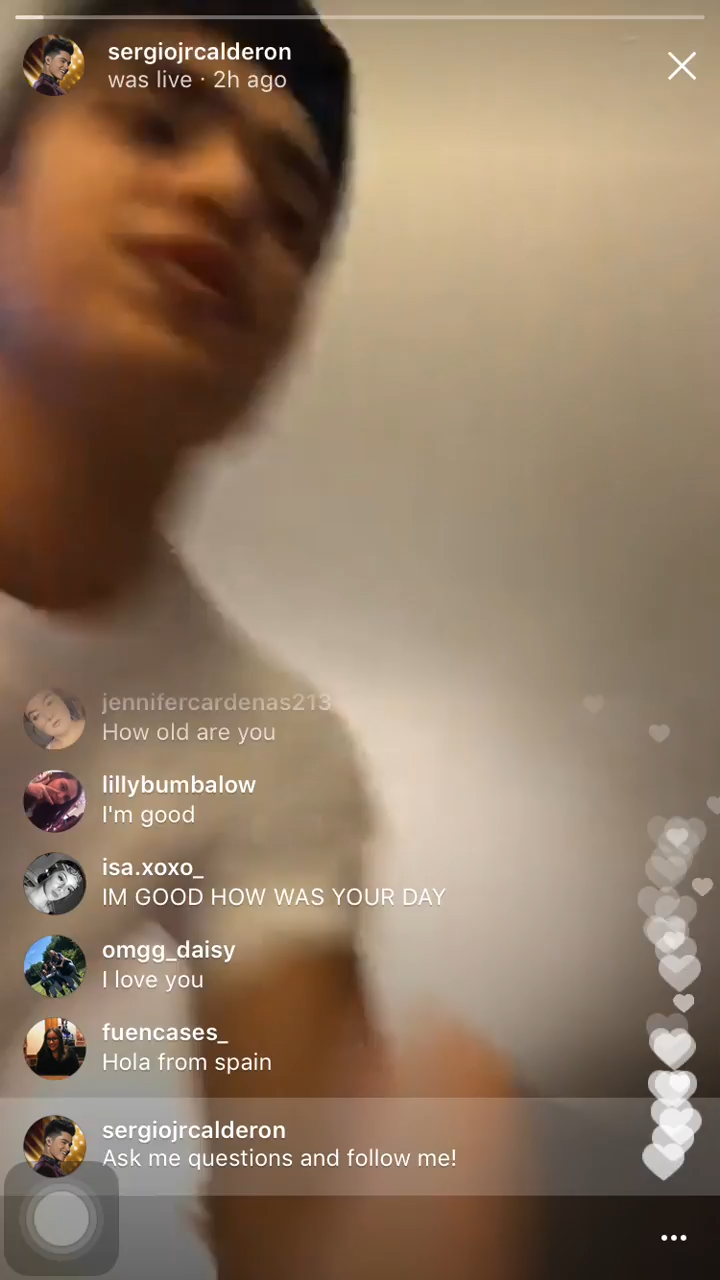 sergiojrcalderon
was live · 2h ago
jennifercardenas213
How old are you
lillybumbalow
I'm good
isa.xoxo_
IM GOOD HOW WAS YOUR DAY
omgg_daisy
I love you
fuencases_
Hola from spain
sergiojrcalderon
Ask me questions and follow me!